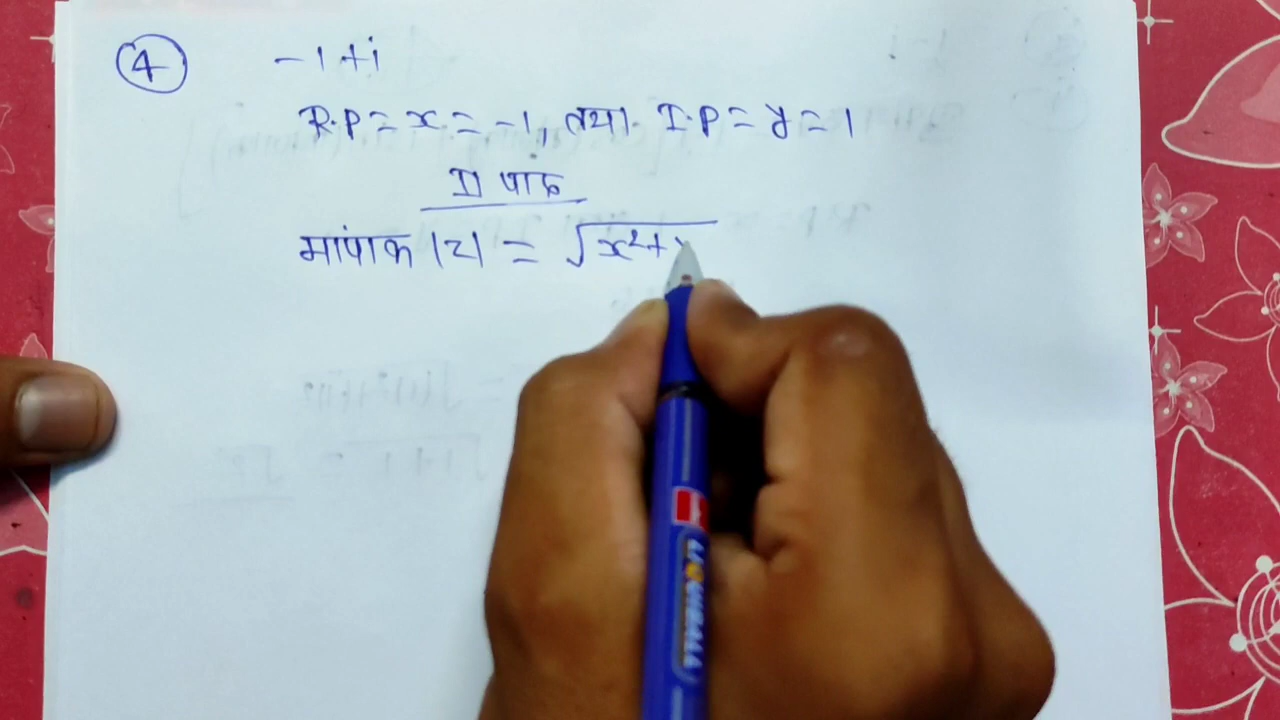 ④ -1+i
R.P = x = -1, तथा I.P = y = 1
II पाद
मापांक |z| = √x²+